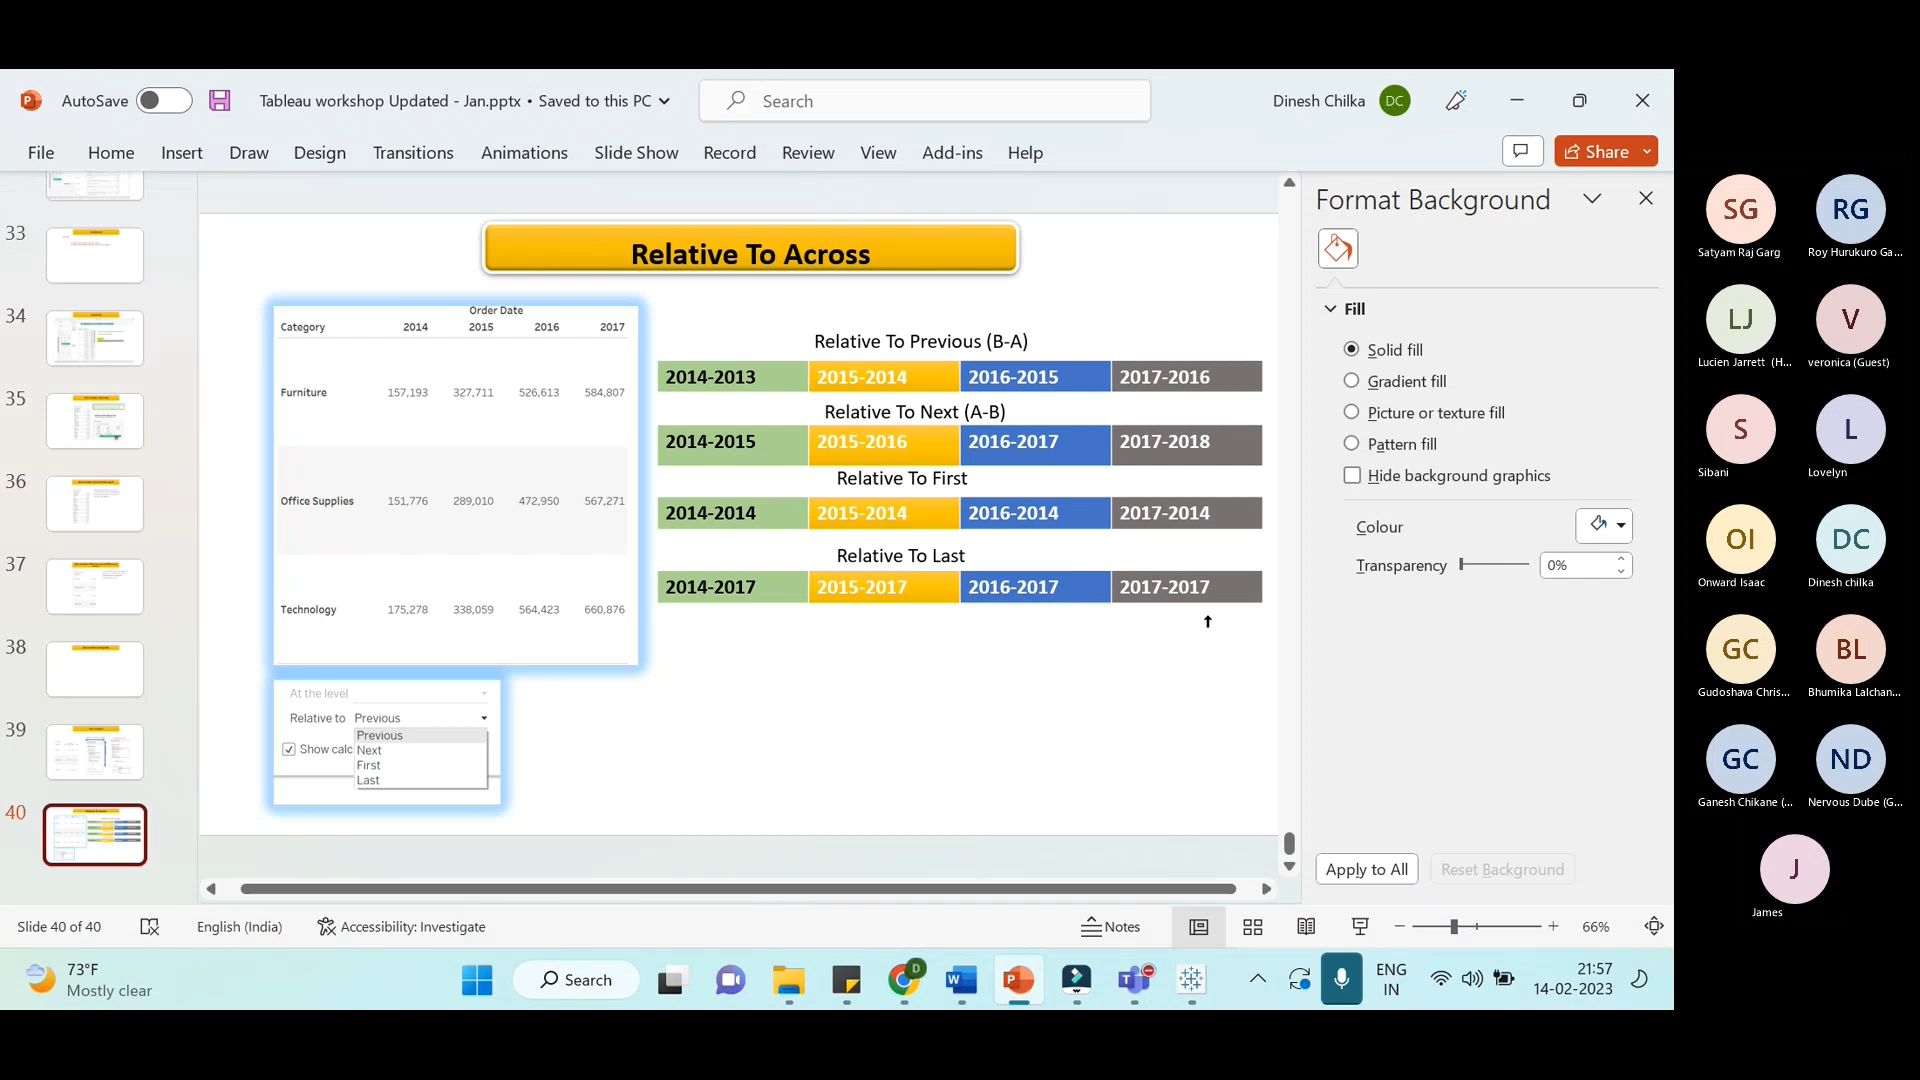 AutoSave
Tableau workshop Updated - Jan.pptx • Saved to this PC
Search
Dinesh Chilka
DC
File Home Insert Draw Design Transitions Animations Slide Show Record Review View Add-ins Help
Share
33
34
35
36
37
38
39
40
Relative To Across
Order Date
Category 2014 2015 2016 2017
Furniture 157,193 327,711 526,613 584,807
Office Supplies 151,776 289,010 472,950 567,271
Technology 175,278 338,059 564,423 660,876
At the level
Relative to Previous
Previous
Show calc
Next
First
Last
Relative To Previous (B-A)
2014-2013 2015-2014 2016-2015 2017-2016
Relative To Next (A-B)
2014-2015 2015-2016 2016-2017 2017-2018
Relative To First
2014-2014 2015-2014 2016-2014 2017-2014
Relative To Last
2014-2017 2015-2017 2016-2017 2017-2017
Format Background
Fill
Solid fill
Gradient fill
Picture or texture fill
Pattern fill
Hide background graphics
Colour
Transparency 0%
Apply to All
Reset Background
Slide 40 of 40
English (India)
Accessibility: Investigate
Notes
66%
73°F
Mostly clear
Search
D
ENG
IN
21:57
14-02-2023
SG
Satyam Raj Garg
RG
Roy Hurukuro Ga...
LJ
Lucien Jarrett (H...
V
veronica (Guest)
S
Sibani
L
Lovelyn
OI
Onward Isaac
DC
Dinesh chilka
GC
Gudoshava Chris...
BL
Bhumika Lalchan...
GC
Ganesh Chikane (...
ND
Nervous Dube (G...
J
James